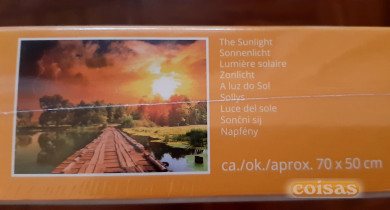 The Sunlight
Sonnenlicht
Lumière solaire
Zonlicht
A luz do Sol
Sollys
Luce del sole
Sončni sij
Napfény
ca./ok./aprox. 70 x 50 cm
coisas